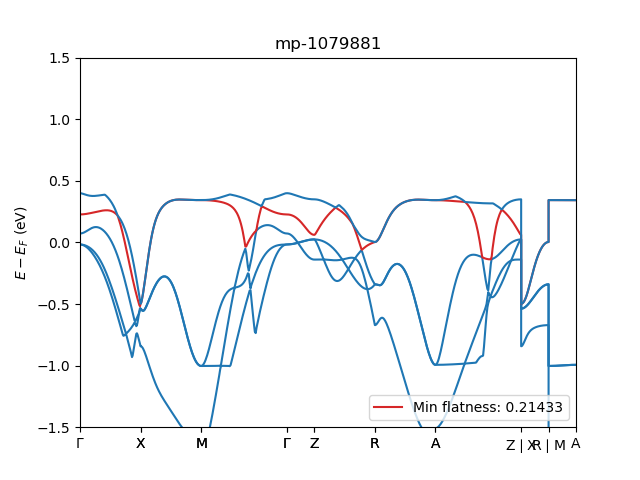 mp-1079881
E − E_F (eV)
1.5
1.0
0.5
0.0
−0.5
−1.0
−1.5
Min flatness: 0.21433
Γ X M Γ Z R A Z | X R | M A